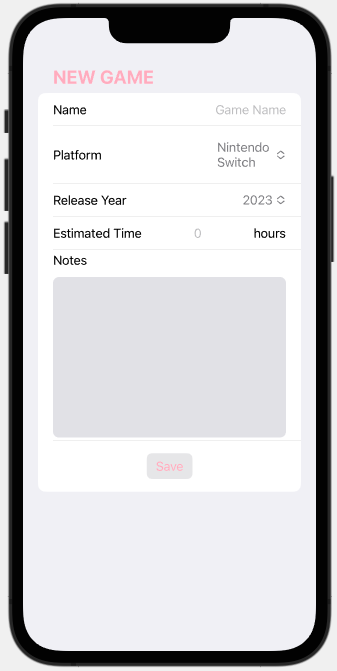 NEW GAME
Name Game Name
Platform Nintendo
Switch
Release Year 2023
Estimated Time 0 hours
Notes
Save